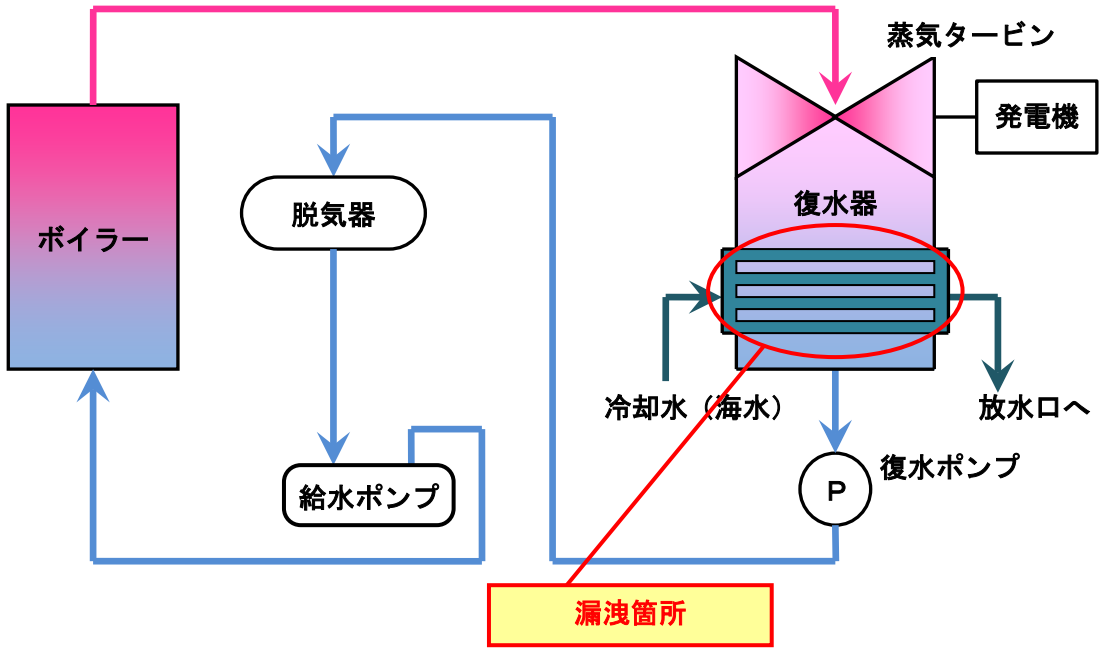 蒸気タービン
発電機
復水器
脱気器
ボイラー
冷却水（海水）
放水口へ
復水ポンプ
P
給水ポンプ
漏洩箇所